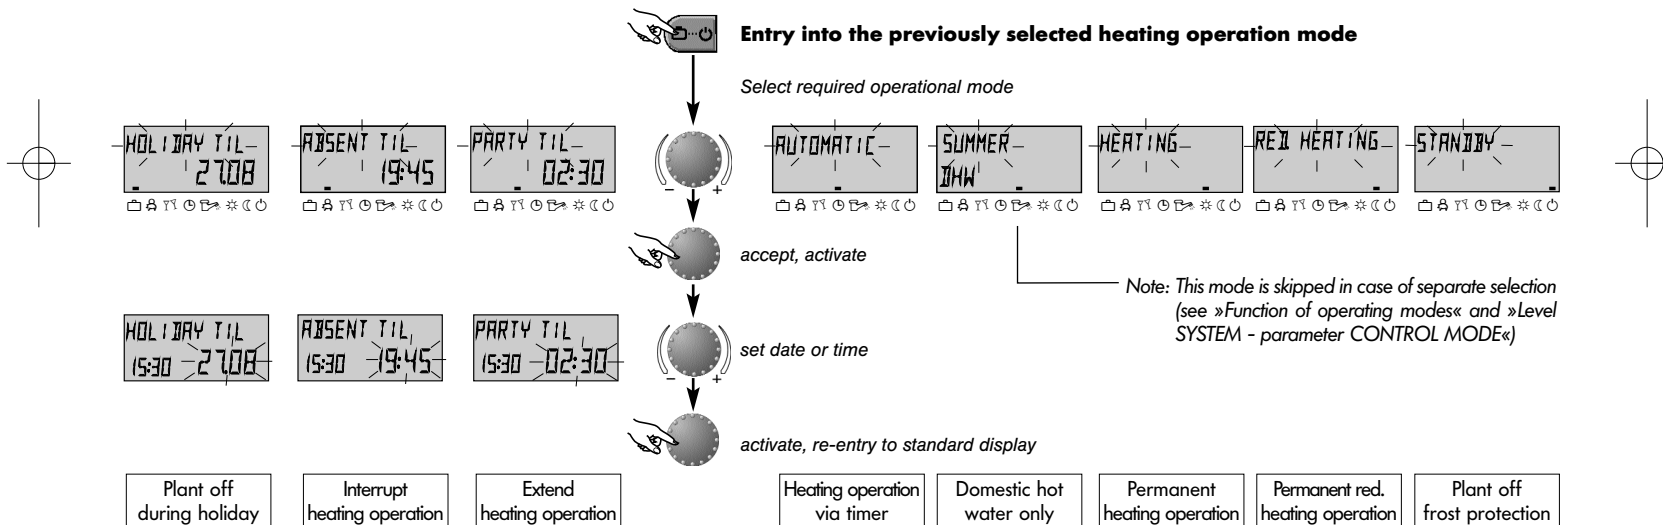 Entry into the previously selected heating operation mode
Select required operational mode
HOLIDAY TIL
27.08
ABSENT TIL
19:45
PARTY TIL
02:30
- +
AUTOMATIC
SUMMER
DHW
HEATING
RED HEATING
STANDBY
accept, activate
Note: This mode is skipped in case of separate selection
(see »Function of operating modes« and »Level
SYSTEM - parameter CONTROL MODE«)
HOLIDAY TIL
15:30 27.08
ABSENT TIL
15:30 19:45
PARTY TIL
15:30 02:30
set date or time
- +
activate, re-entry to standard display
Plant off
during holiday
Interrupt
heating operation
Extend
heating operation
Heating operation
via timer
Domestic hot
water only
Permanent
heating operation
Permanent red.
heating operation
Plant off
frost protection